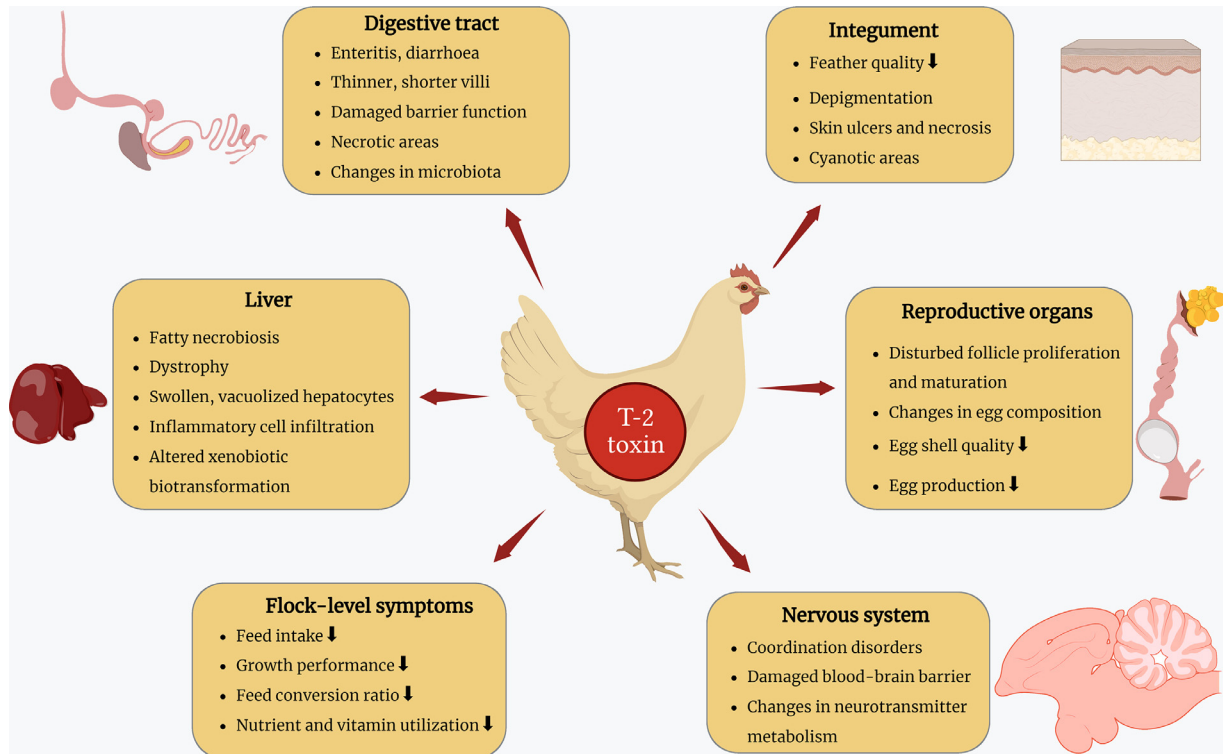 Digestive tract
• Enteritis, diarrhoea
• Thinner, shorter villi
• Damaged barrier function
• Necrotic areas
• Changes in microbiota
Integument
• Feather quality ⬇
• Depigmentation
• Skin ulcers and necrosis
• Cyanotic areas
Liver
• Fatty necrobiosis
• Dystrophy
• Swollen, vacuolized hepatocytes
• Inflammatory cell infiltration
• Altered xenobiotic
biotransformation
T-2
toxin
Reproductive organs
• Disturbed follicle proliferation
and maturation
• Changes in egg composition
• Egg shell quality ⬇
• Egg production ⬇
Flock-level symptoms
• Feed intake ⬇
• Growth performance ⬇
• Feed conversion ratio ⬇
• Nutrient and vitamin utilization ⬇
Nervous system
• Coordination disorders
• Damaged blood-brain barrier
• Changes in neurotransmitter
metabolism